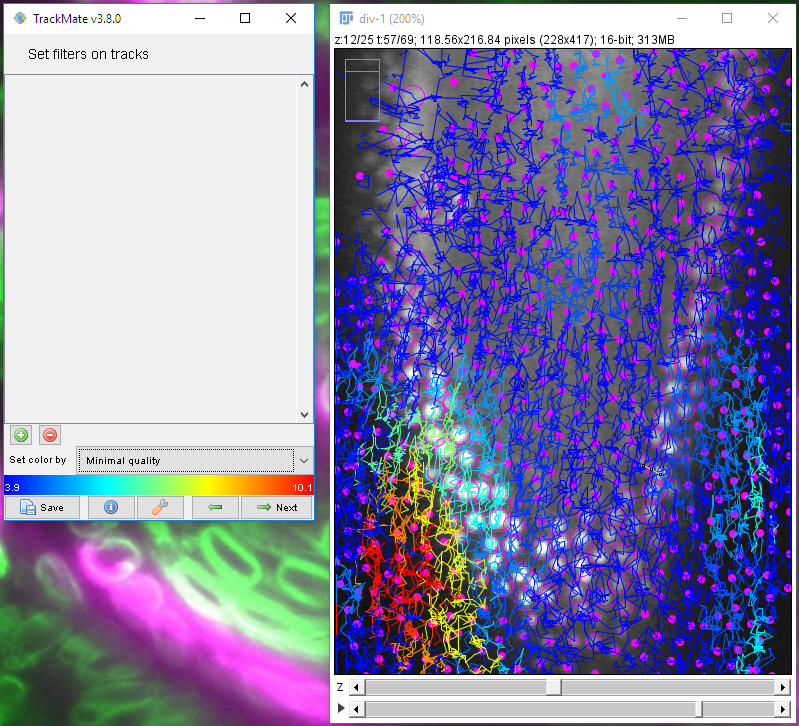 TrackMate v3.8.0
Set filters on tracks
Set color by
Minimal quality
3.9
10.1
Save
Next
div-1 (200%)
z:12/25 t:57/69; 118.56x216.84 pixels (228x417); 16-bit; 313MB
Z